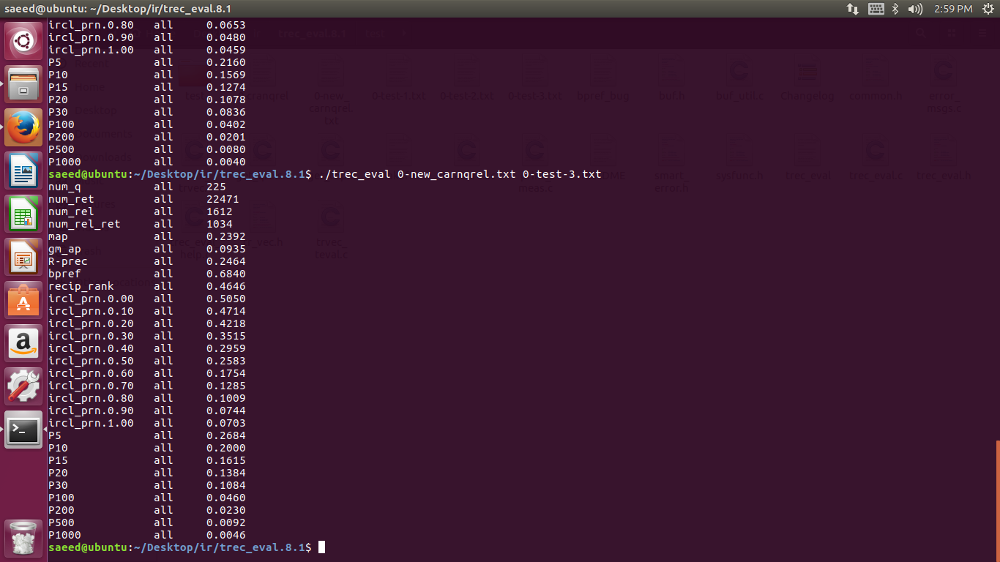 saeed@ubuntu: ~/Desktop/ir/trec_eval.8.1 2:59 PM
ircl_prn.0.80 all 0.0653
ircl_prn.0.90 all 0.0480
ircl_prn.1.00 all 0.0459
P5 all 0.2160
P10 all 0.1569
P15 all 0.1274
P20 all 0.1078
P30 all 0.0836
P100 all 0.0402
P200 all 0.0201
P500 all 0.0080
P1000 all 0.0040
saeed@ubuntu:~/Desktop/ir/trec_eval.8.1$ ./trec_eval 0-new_carnqrel.txt 0-test-3.txt
num_q all 225
num_ret all 22471
num_rel all 1612
num_rel_ret all 1034
map all 0.2392
gm_ap all 0.0935
R-prec all 0.2464
bpref all 0.6840
recip_rank all 0.4646
ircl_prn.0.00 all 0.5050
ircl_prn.0.10 all 0.4714
ircl_prn.0.20 all 0.4218
ircl_prn.0.30 all 0.3515
ircl_prn.0.40 all 0.2959
ircl_prn.0.50 all 0.2583
ircl_prn.0.60 all 0.1754
ircl_prn.0.70 all 0.1285
ircl_prn.0.80 all 0.1009
ircl_prn.0.90 all 0.0744
ircl_prn.1.00 all 0.0703
P5 all 0.2684
P10 all 0.2000
P15 all 0.1615
P20 all 0.1384
P30 all 0.1084
P100 all 0.0460
P200 all 0.0230
P500 all 0.0092
P1000 all 0.0046
saeed@ubuntu:~/Desktop/ir/trec_eval.8.1$